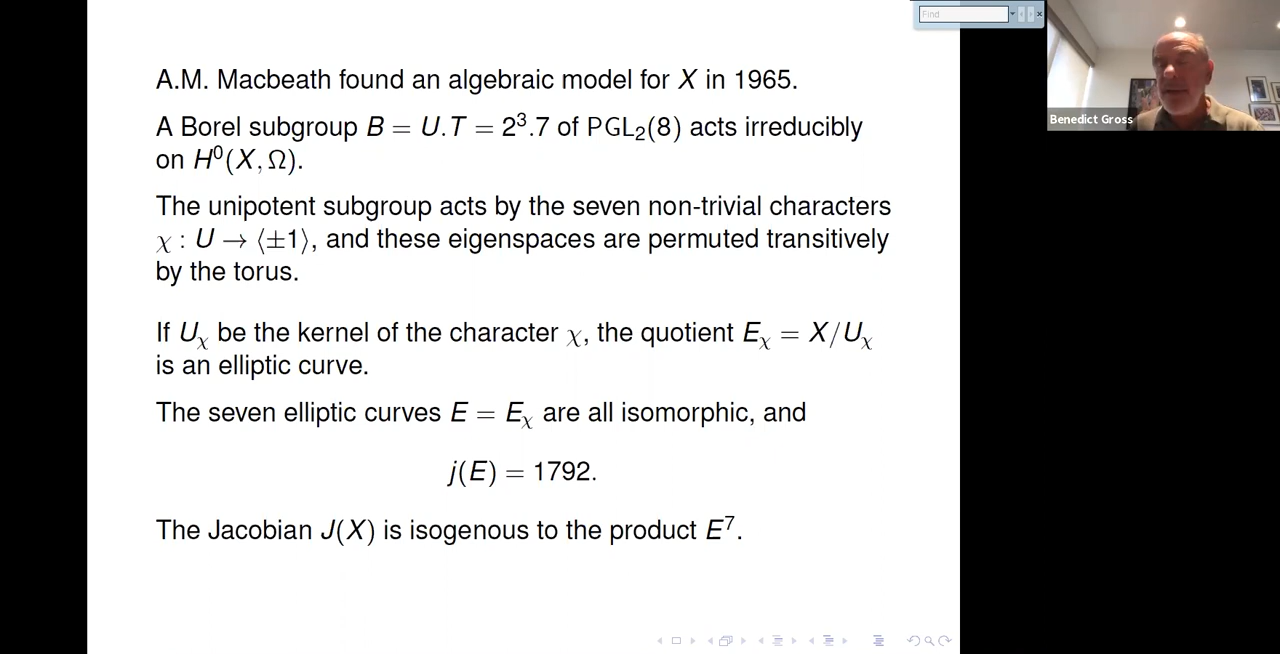 Find
A.M. Macbeath found an algebraic model for X in 1965.
A Borel subgroup B = U.T = 2³.7 of PGL₂(8) acts irreducibly
on H⁰(X, Ω).
The unipotent subgroup acts by the seven non-trivial characters
χ : U → ⟨±1⟩, and these eigenspaces are permuted transitively
by the torus.
If U_χ be the kernel of the character χ, the quotient E_χ = X/U_χ
is an elliptic curve.
The seven elliptic curves E = E_χ are all isomorphic, and
j(E) = 1792.
The Jacobian J(X) is isogenous to the product E⁷.
Benedict Gross